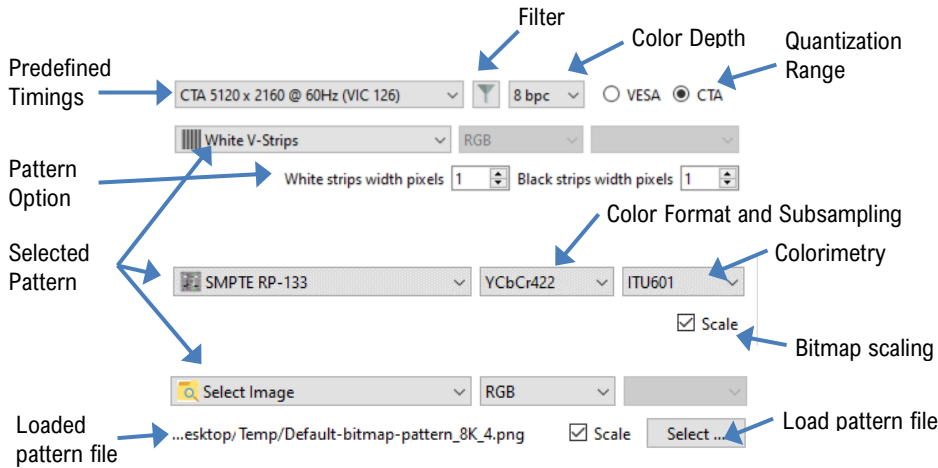 Filter
Color Depth
Quantization
Range
Predefined
Timings
CTA 5120 x 2160 @ 60Hz (VIC 126)
8 bpc
VESA
CTA
White V-Strips
RGB
Pattern
Option
White strips width pixels 1
Black strips width pixels 1
Color Format and Subsampling
Selected
Pattern
Colorimetry
SMPTE RP-133
YCbCr422
ITU601
Scale
Bitmap scaling
Select Image
RGB
Loaded
pattern file
...esktop/Temp/Default-bitmap-pattern_8K_4.png
Scale
Select ...
Load pattern file